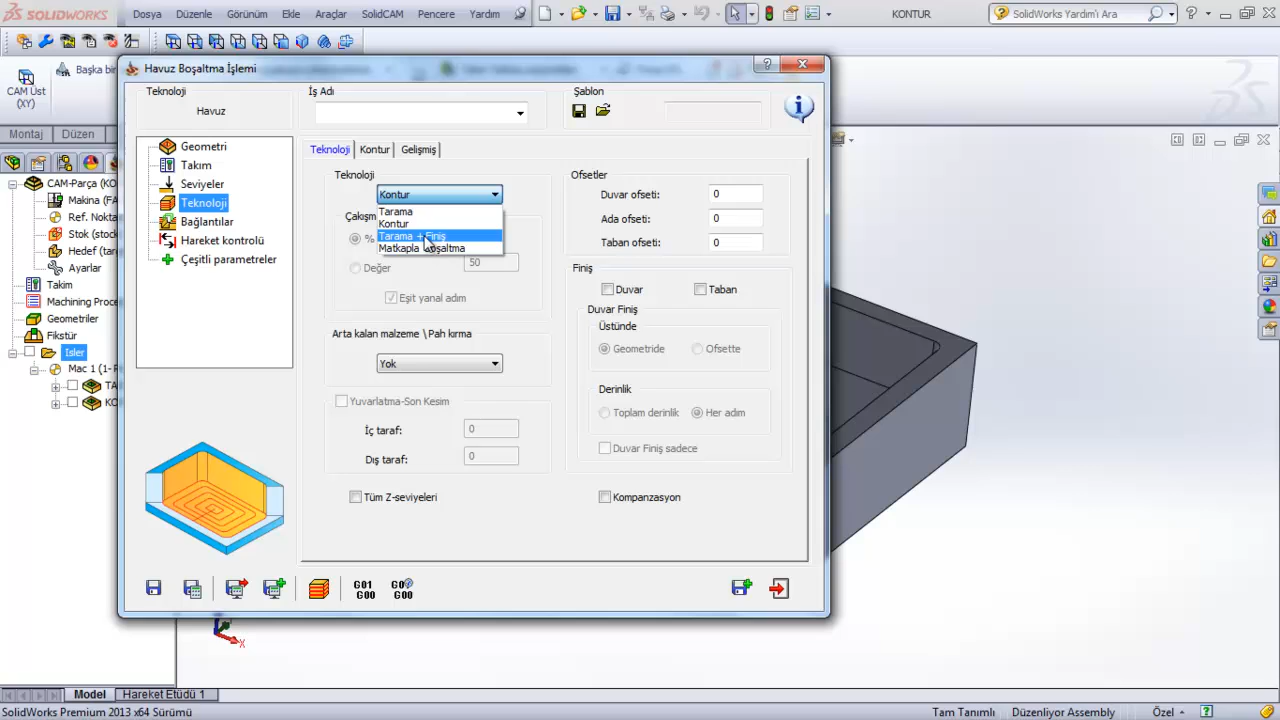 SOLIDWORKS
Dosya
Düzenle
Görünüm
Ekle
Araçlar
SolidCAM
Pencere
Yardım
KONTUR
SolidWorks Yardım'ı Ara
CAM Üst
(XY)
Başka bi
Montaj
Düzen
CAM-Parça (KO
Makina (FA
Ref. Nokta
Stok (stock
Hedef (targ
Ayarlar
Takım
Machining Proce
Geometriler
Fikstür
Isler
Mac 1 (1- P
TA
KO
Havuz Boşaltma İşlemi
Teknoloji
Havuz
İş Adı
Şablon
Geometri
Takım
Seviyeler
Teknoloji
Bağlantılar
Hareket kontrolü
Çeşitli parametreler
Teknoloji
Kontur
Gelişmiş
Teknoloji
Kontur
Tarama
Kontur
Tarama + Finiş
Matkapla Boşaltma
Çakışm
%
Değer
50
Eşit yanal adım
Arta kalan malzeme \Pah kırma
Yok
Yuvarlatma-Son Kesim
İç taraf:
0
Dış taraf:
0
Tüm Z-seviyeleri
Ofsetler
Duvar ofseti:
0
Ada ofseti:
0
Taban ofseti:
0
Finiş
Duvar
Taban
Duvar Finiş
Üstünde
Geometride
Ofsette
Derinlik
Toplam derinlik
Her adım
Duvar Finiş sadece
Kompanzasyon
G01
G00
G0
G00
X
Model
Hareket Etüdü 1
SolidWorks Premium 2013 x64 Sürümü
Tam Tanımlı
Düzenliyor Assembly
Özel